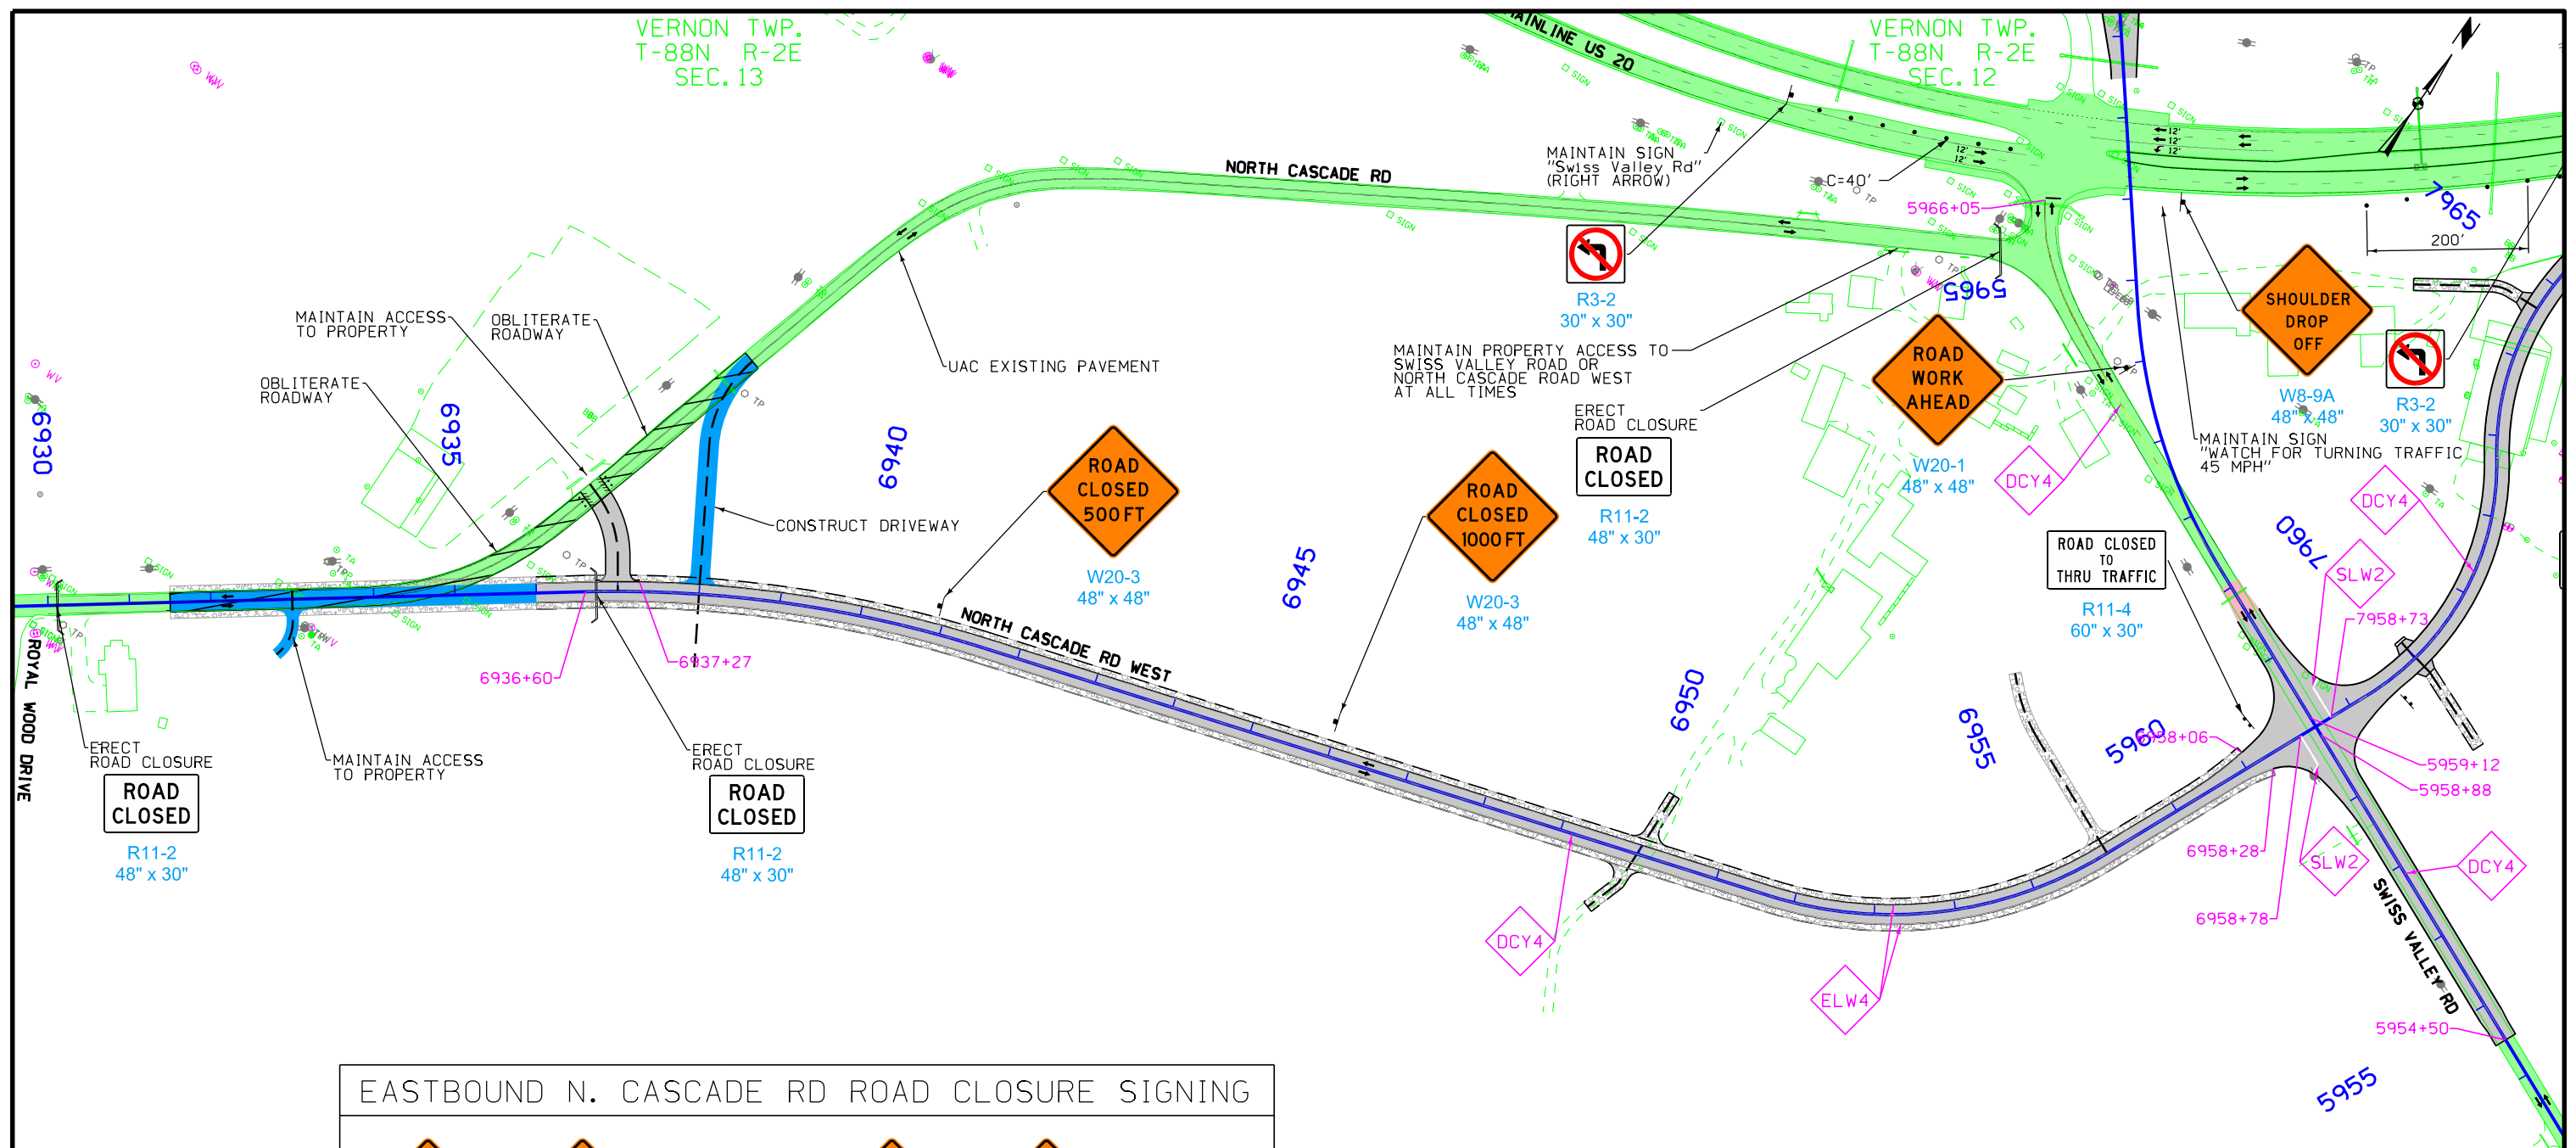 VERNON TWP.
T-88N R-2E
SEC.13
MAINLINE US 20
VERNON TWP.
T-88N R-2E
SEC.12
NORTH CASCADE RD
MAINTAIN SIGN
"Swiss Valley Rd"
(RIGHT ARROW)
C=40'
12'
12'
12'
12'
12'
5966+05
7965
200'
R3-2
30" x 30"
5965
MAINTAIN PROPERTY ACCESS TO
SWISS VALLEY ROAD OR
NORTH CASCADE ROAD WEST
AT ALL TIMES
ERECT
ROAD CLOSURE
ROAD
CLOSED
R11-2
48" x 30"
ROAD
WORK
AHEAD
W20-1
48" x 48"
SHOULDER
DROP
OFF
W8-9A
48" x 48"
R3-2
30" x 30"
MAINTAIN SIGN
"WATCH FOR TURNING TRAFFIC
45 MPH"
MAINTAIN ACCESS
TO PROPERTY
OBLITERATE
ROADWAY
OBLITERATE
ROADWAY
UAC EXISTING PAVEMENT
6930
6935
6940
6945
6950
6955
5960
7960
5955
CONSTRUCT DRIVEWAY
ROAD
CLOSED
500 FT
W20-3
48" x 48"
ROAD
CLOSED
1000 FT
W20-3
48" x 48"
DCY4
DCY4
SLW2
7958+73
ROAD CLOSED
TO
THRU TRAFFIC
R11-4
60" x 30"
6958+06
5959+12
5958+88
6958+28
SLW2
DCY4
6958+78
SWISS VALLEY RD
5954+50
NORTH CASCADE RD WEST
DCY4
ELW4
6936+60
6937+27
ROYAL WOOD DRIVE
ERECT
ROAD CLOSURE
ROAD
CLOSED
R11-2
48" x 30"
MAINTAIN ACCESS
TO PROPERTY
ERECT
ROAD CLOSURE
ROAD
CLOSED
R11-2
48" x 30"
EASTBOUND N. CASCADE RD ROAD CLOSURE SIGNING